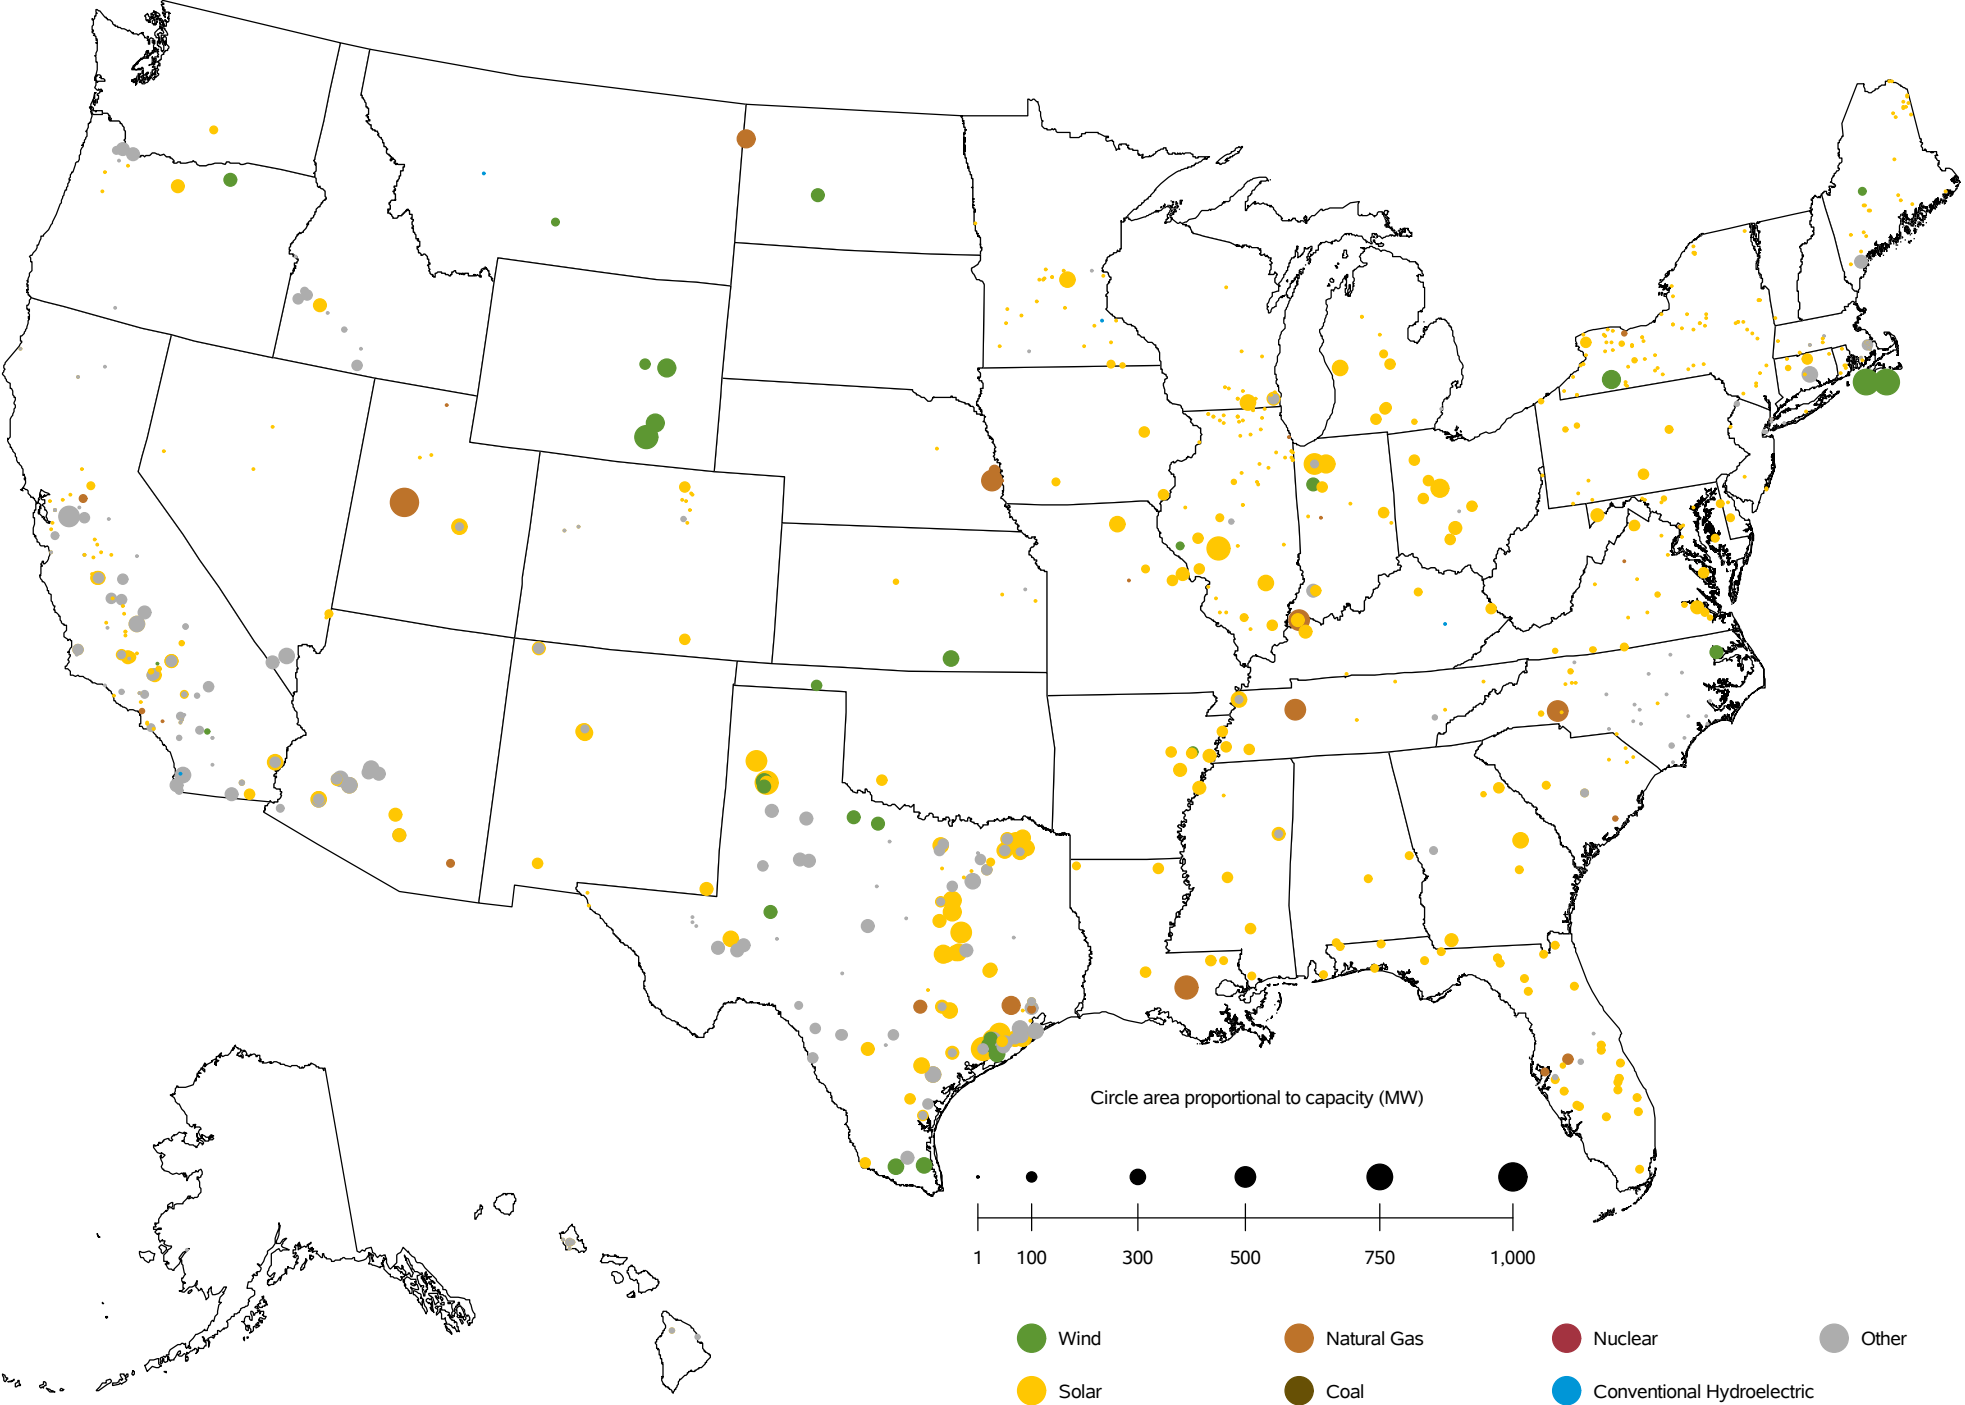 Circle area proportional to capacity (MW)
1 100 300 500 750 1,000
Wind Natural Gas Nuclear Other
Solar Coal Conventional Hydroelectric